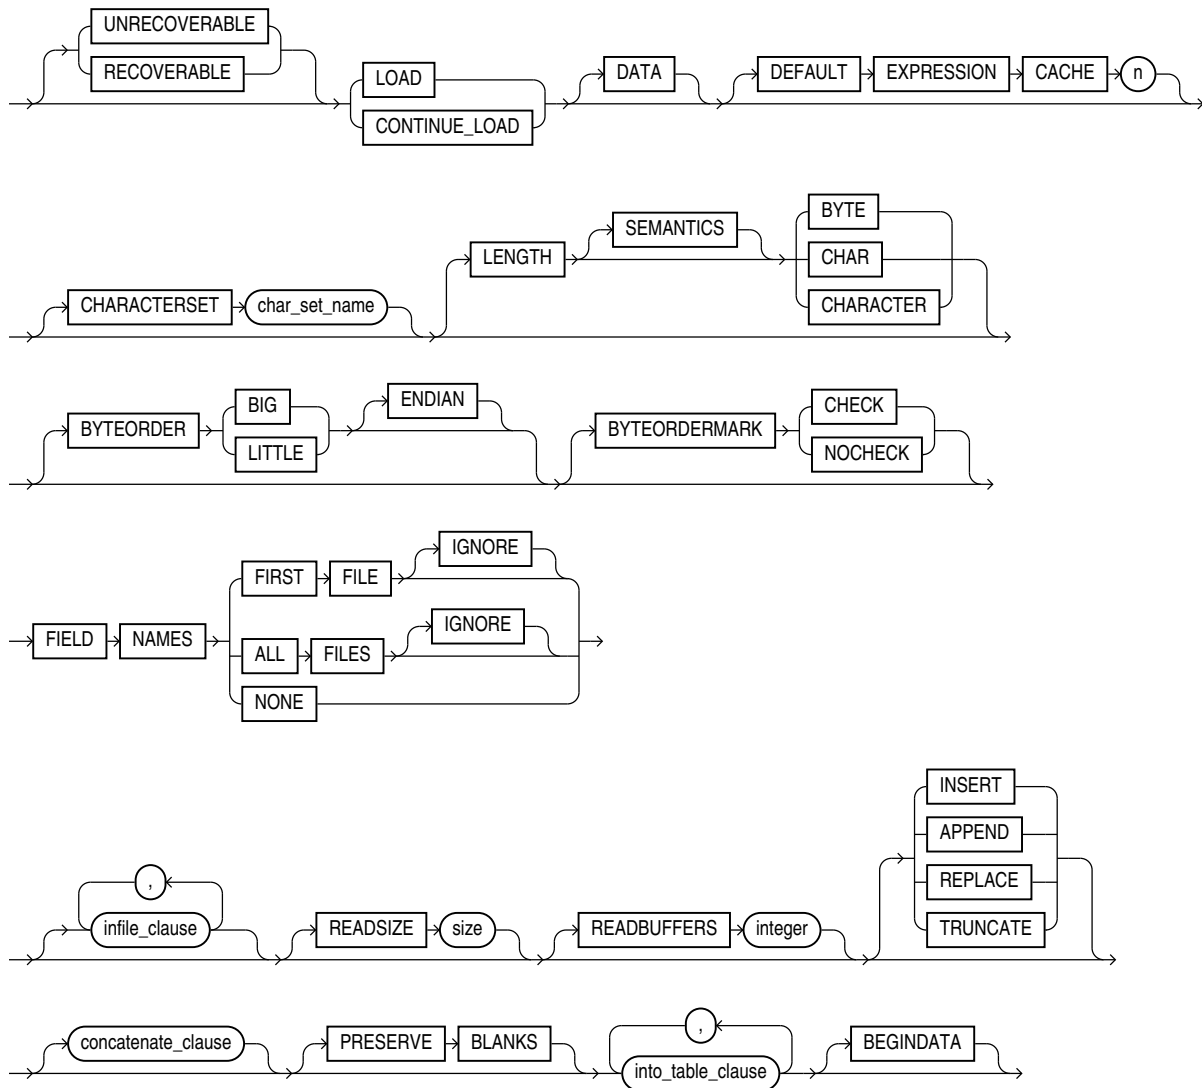 UNRECOVERABLE
RECOVERABLE
LOAD
CONTINUE_LOAD
DATA
DEFAULT EXPRESSION CACHE n
CHARACTERSET char_set_name
LENGTH
SEMANTICS
BYTE
CHAR
CHARACTER
BYTEORDER
BIG
LITTLE
ENDIAN
BYTEORDERMARK
CHECK
NOCHECK
FIELD NAMES
FIRST FILE
IGNORE
ALL FILES
IGNORE
NONE
,
infile_clause
READSIZE size
READBUFFERS integer
INSERT
APPEND
REPLACE
TRUNCATE
concatenate_clause
PRESERVE BLANKS
,
into_table_clause
BEGINDATA